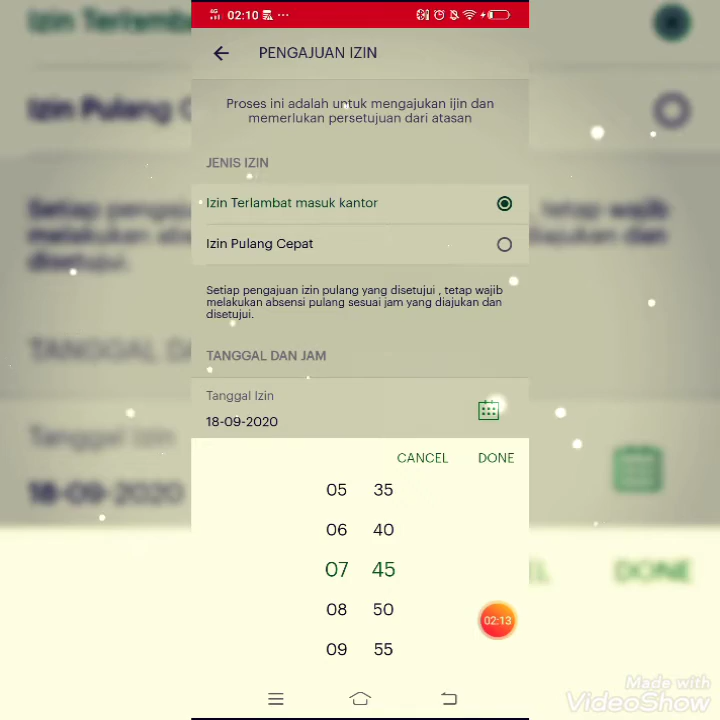 02:10
PENGAJUAN IZIN
Proses ini adalah untuk mengajukan ijin dan
memerlukan persetujuan dari atasan
JENIS IZIN
Izin Terlambat masuk kantor
Izin Pulang Cepat
Setiap pengajuan izin pulang yang disetujui , tetap wajib
melakukan absensi pulang sesuai jam yang diajukan dan
disetujui.
TANGGAL DAN JAM
Tanggal Izin
18-09-2020
CANCEL DONE
05 35
06 40
07 45
08 50
09 55
02:13
Made with
VideoShow